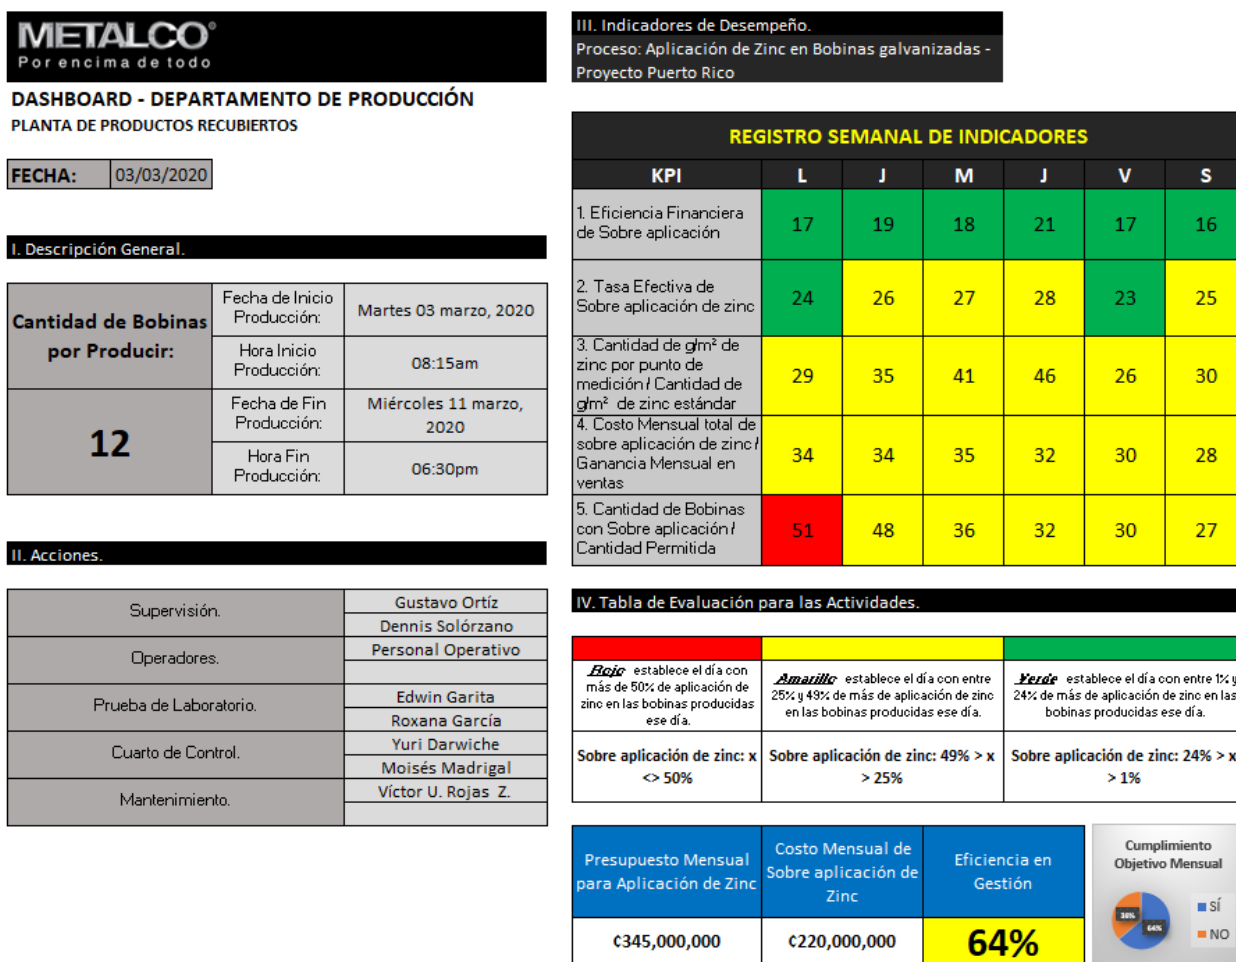 METALCO®
Por encima de todo
DASHBOARD - DEPARTAMENTO DE PRODUCCIÓN
PLANTA DE PRODUCTOS RECUBIERTOS
FECHA: 03/03/2020
I. Descripción General.
Cantidad de Bobinas
por Producir:
12
Fecha de Inicio
Producción:
Martes 03 marzo, 2020
Hora Inicio
Producción:
08:15am
Fecha de Fin
Producción:
Miércoles 11 marzo,
2020
Hora Fin
Producción:
06:30pm
II. Acciones.
Supervisión.
Gustavo Ortíz
Dennis Solórzano
Operadores.
Personal Operativo
Prueba de Laboratorio.
Edwin Garita
Roxana García
Cuarto de Control.
Yuri Darwiche
Moisés Madrigal
Mantenimiento.
Víctor U. Rojas Z.
III. Indicadores de Desempeño.
Proceso: Aplicación de Zinc en Bobinas galvanizadas -
Proyecto Puerto Rico
REGISTRO SEMANAL DE INDICADORES
KPI L J M J V S
1. Eficiencia Financiera
de Sobre aplicación
17 19 18 21 17 16
2. Tasa Efectiva de
Sobre aplicación de zinc
24 26 27 28 23 25
3. Cantidad de g/m² de
zinc por punto de
medición / Cantidad de
g/m² de zinc estándar
29 35 41 46 26 30
4. Costo Mensual total de
sobre aplicación de zinc /
Ganancia Mensual en
ventas
34 34 35 32 30 28
5. Cantidad de Bobinas
con Sobre aplicación /
Cantidad Permitida
51 48 36 32 30 27
IV. Tabla de Evaluación para las Actividades.
Rojo establece el día con
más de 50% de aplicación de
zinc en las bobinas producidas
ese día.
Amarillo establece el día con entre
25% y 49% de más de aplicación de zinc
en las bobinas producidas ese día.
Verde establece el día con entre 1% y
24% de más de aplicación de zinc en las
bobinas producidas ese día.
Sobre aplicación de zinc: x
<> 50%
Sobre aplicación de zinc: 49% > x
> 25%
Sobre aplicación de zinc: 24% > x
> 1%
Presupuesto Mensual
para Aplicación de Zinc
¢345,000,000
Costo Mensual de
Sobre aplicación de
Zinc
¢220,000,000
Eficiencia en
Gestión
64%
Cumplimiento
Objetivo Mensual
36%
64%
SÍ
NO